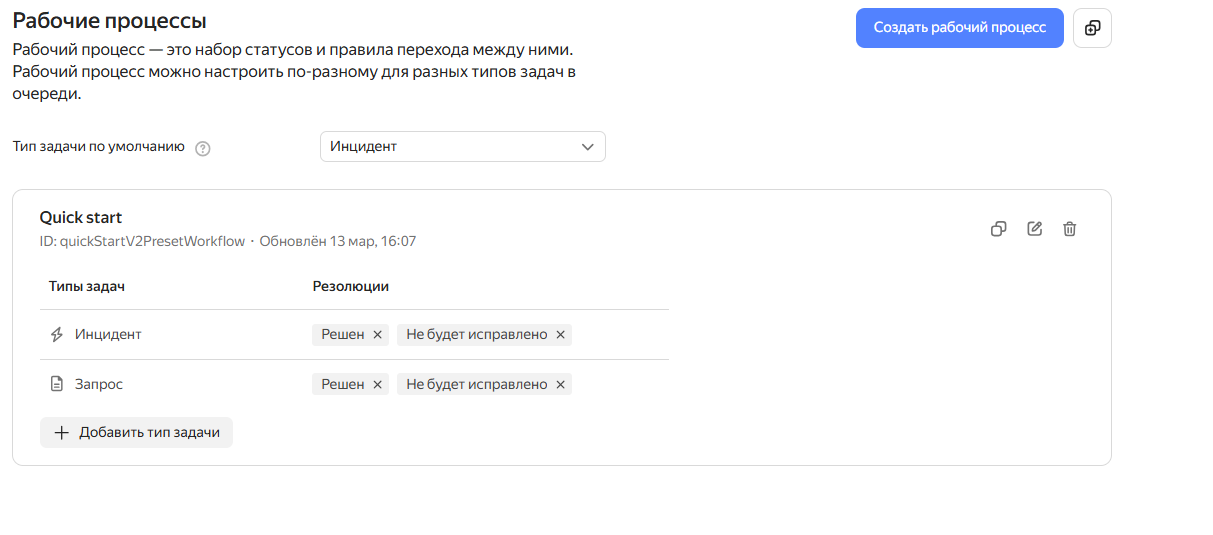 Рабочие процессы
Создать рабочий процесс
Рабочий процесс — это набор статусов и правила перехода между ними.
Рабочий процесс можно настроить по-разному для разных типов задач в
очереди.
Тип задачи по умолчанию ?
Инцидент
Quick start
ID: quickStartV2PresetWorkflow · Обновлён 13 мар, 16:07
Типы задач Резолюции
Инцидент Решен × Не будет исправлено ×
Запрос Решен × Не будет исправлено ×
+ Добавить тип задачи